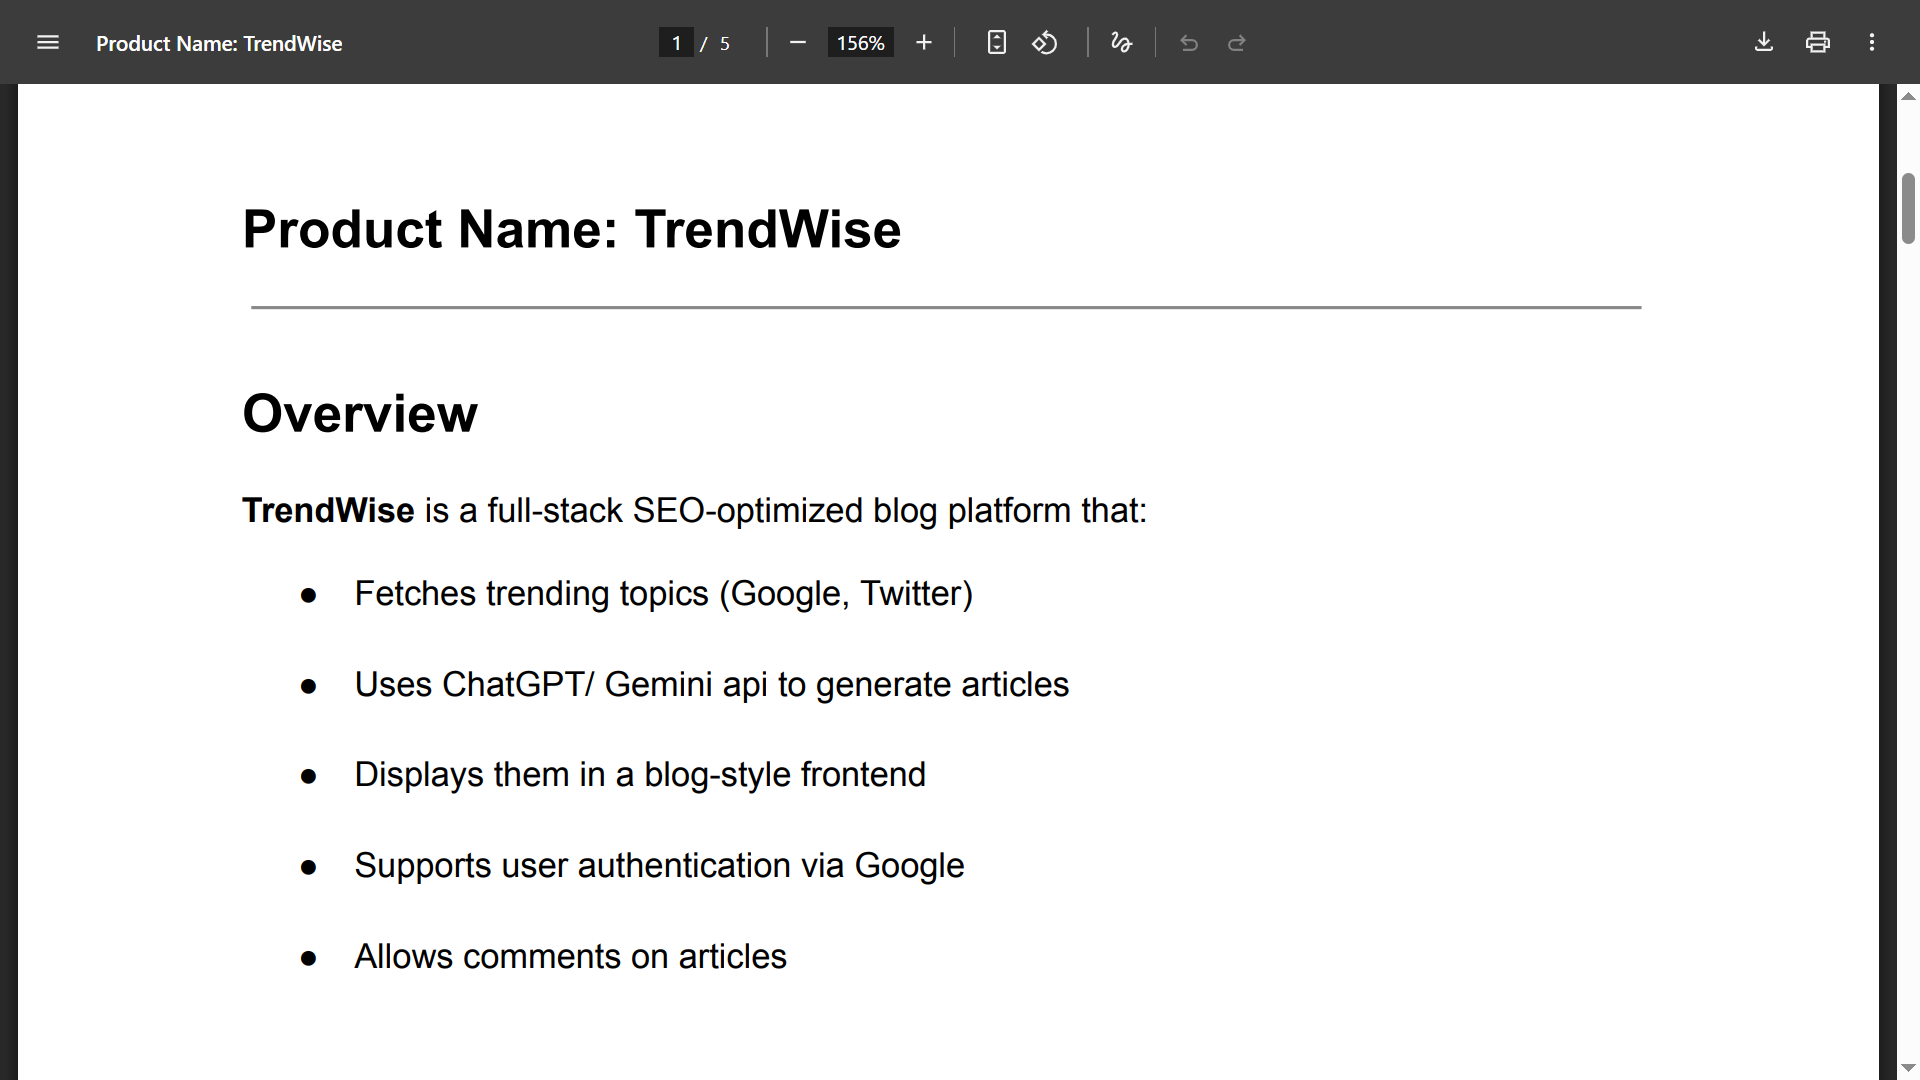 Product Name: TrendWise
1 / 5
156%
Product Name: TrendWise
Overview
TrendWise is a full-stack SEO-optimized blog platform that:
● Fetches trending topics (Google, Twitter)
● Uses ChatGPT/ Gemini api to generate articles
● Displays them in a blog-style frontend
● Supports user authentication via Google
● Allows comments on articles